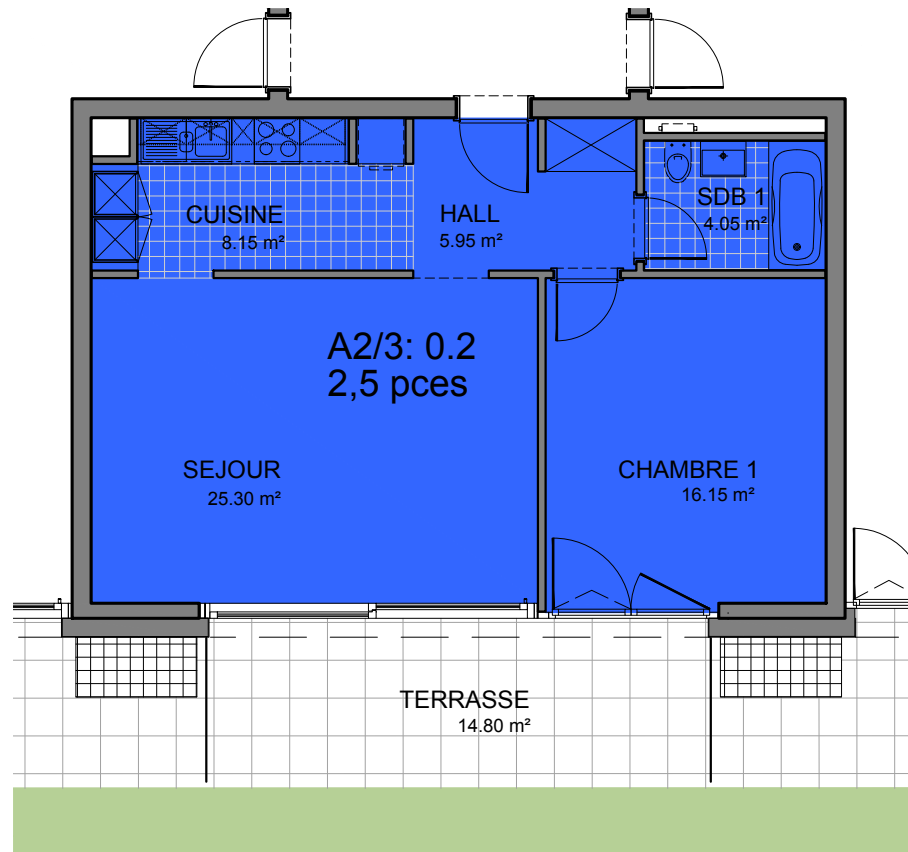 CUISINE
8.15 m²
HALL
5.95 m²
SDB 1
4.05 m²
A2/3: 0.2
2,5 pces
SEJOUR
25.30 m²
CHAMBRE 1
16.15 m²
TERRASSE
14.80 m²